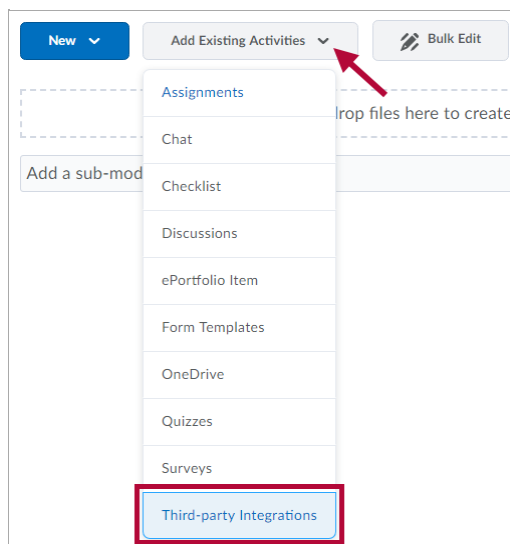 New
Add Existing Activities
Bulk Edit
Assignments
drop files here to create
Chat
Add a sub-mod
Checklist
Discussions
ePortfolio Item
Form Templates
OneDrive
Quizzes
Surveys
Third-party Integrations